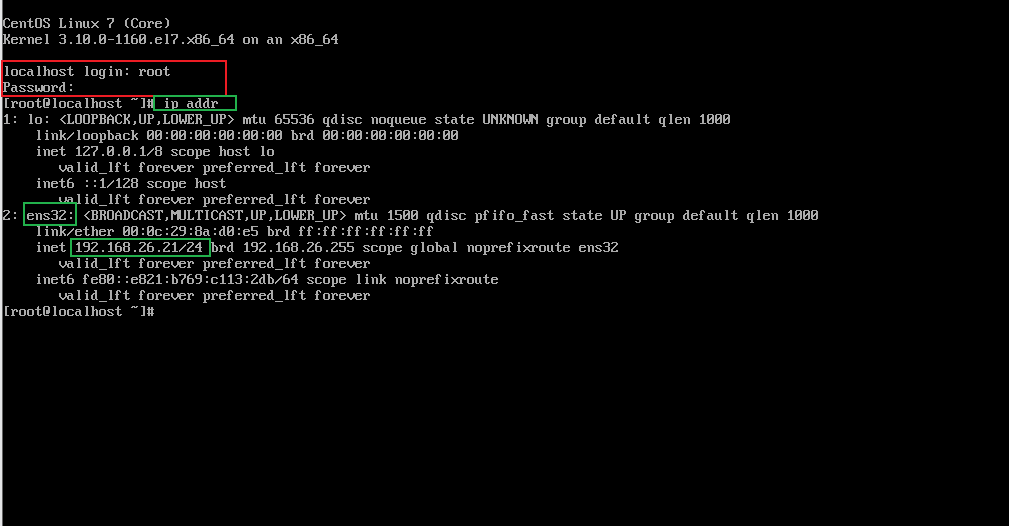 CentOS Linux 7 (Core)
Kernel 3.10.0-1160.el7.x86_64 on an x86_64
localhost login: root
Password:
[root@localhost ~]# ip addr
1: lo: <LOOPBACK,UP,LOWER_UP> mtu 65536 qdisc noqueue state UNKNOWN group default qlen 1000
link/loopback 00:00:00:00:00:00 brd 00:00:00:00:00:00
inet 127.0.0.1/8 scope host lo
valid_lft forever preferred_lft forever
inet6 ::1/128 scope host
valid_lft forever preferred_lft forever
2: ens32: <BROADCAST,MULTICAST,UP,LOWER_UP> mtu 1500 qdisc pfifo_fast state UP group default qlen 1000
link/ether 00:0c:29:8a:d0:e5 brd ff:ff:ff:ff:ff:ff
inet 192.168.26.21/24 brd 192.168.26.255 scope global noprefixroute ens32
valid_lft forever preferred_lft forever
inet6 fe80::e821:b769:c113:2db/64 scope link noprefixroute
valid_lft forever preferred_lft forever
[root@localhost ~]#